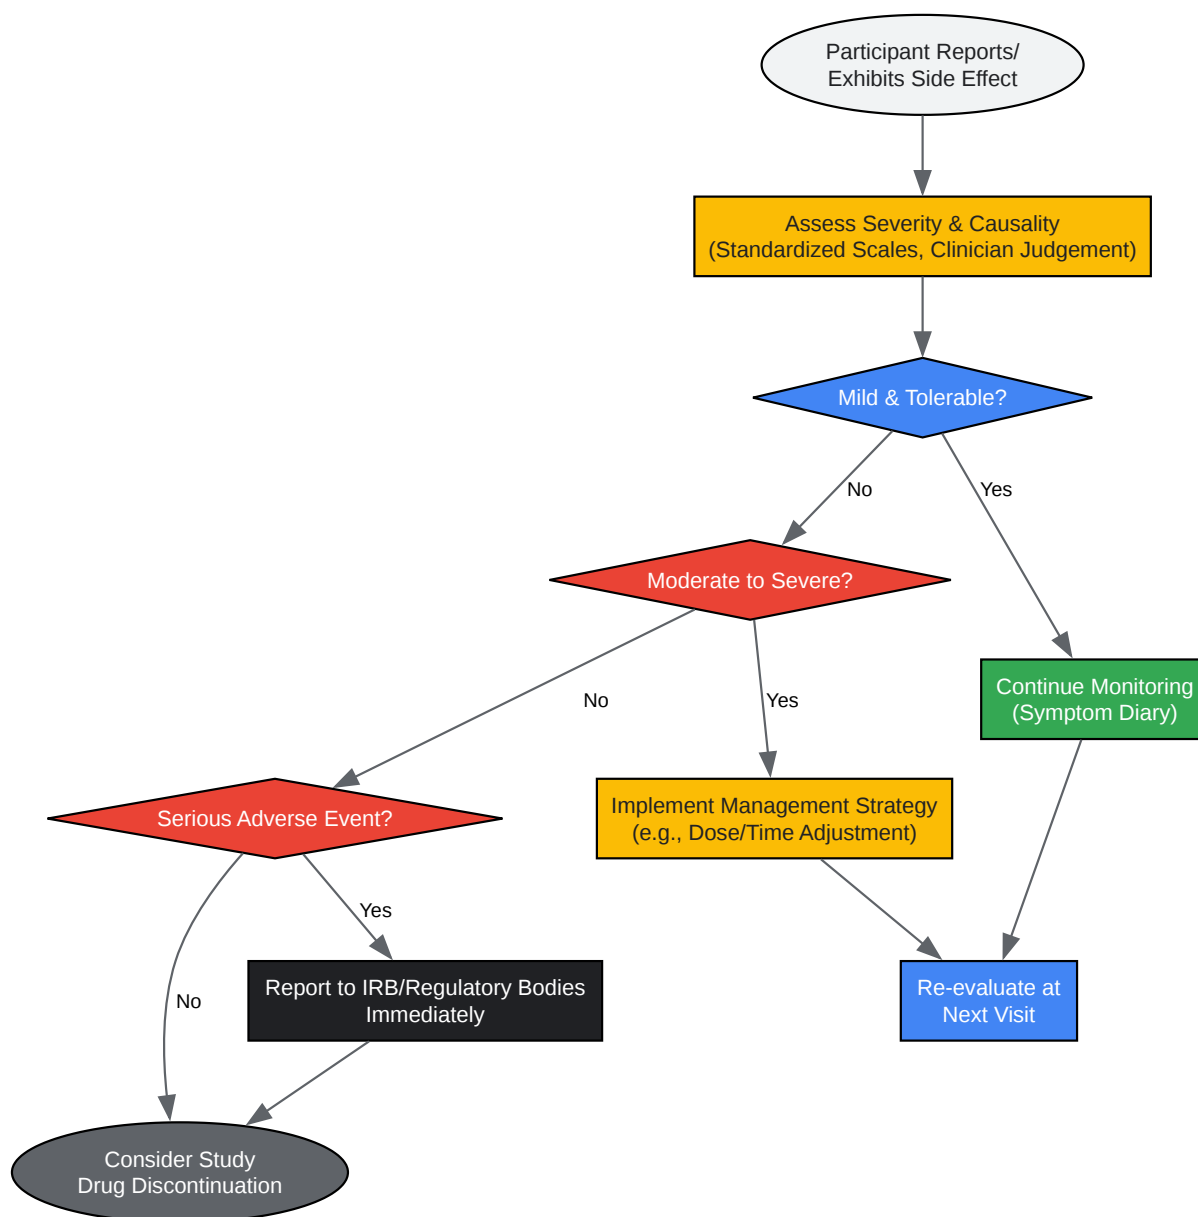 Participant Reports/
Exhibits Side Effect
Assess Severity & Causality
(Standardized Scales, Clinician Judgement)
Mild & Tolerable?
No
Yes
Moderate to Severe?
Continue Monitoring
(Symptom Diary)
No
Yes
Serious Adverse Event?
Implement Management Strategy
(e.g., Dose/Time Adjustment)
Yes
No
Report to IRB/Regulatory Bodies
Immediately
Re-evaluate at
Next Visit
Consider Study
Drug Discontinuation